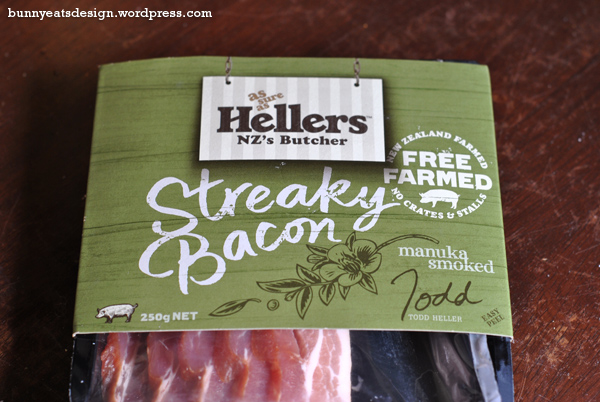 bunnyeatsdesign.wordpress.com
as
sure
as
Hellers™
NZ's Butcher
NEW ZEALAND FARMED
FREE
FARMED
NO CRATES & STALLS
Streaky
Bacon
manuka
smoked
Todd
TODD HELLER
250g NET
EASY
PEEL